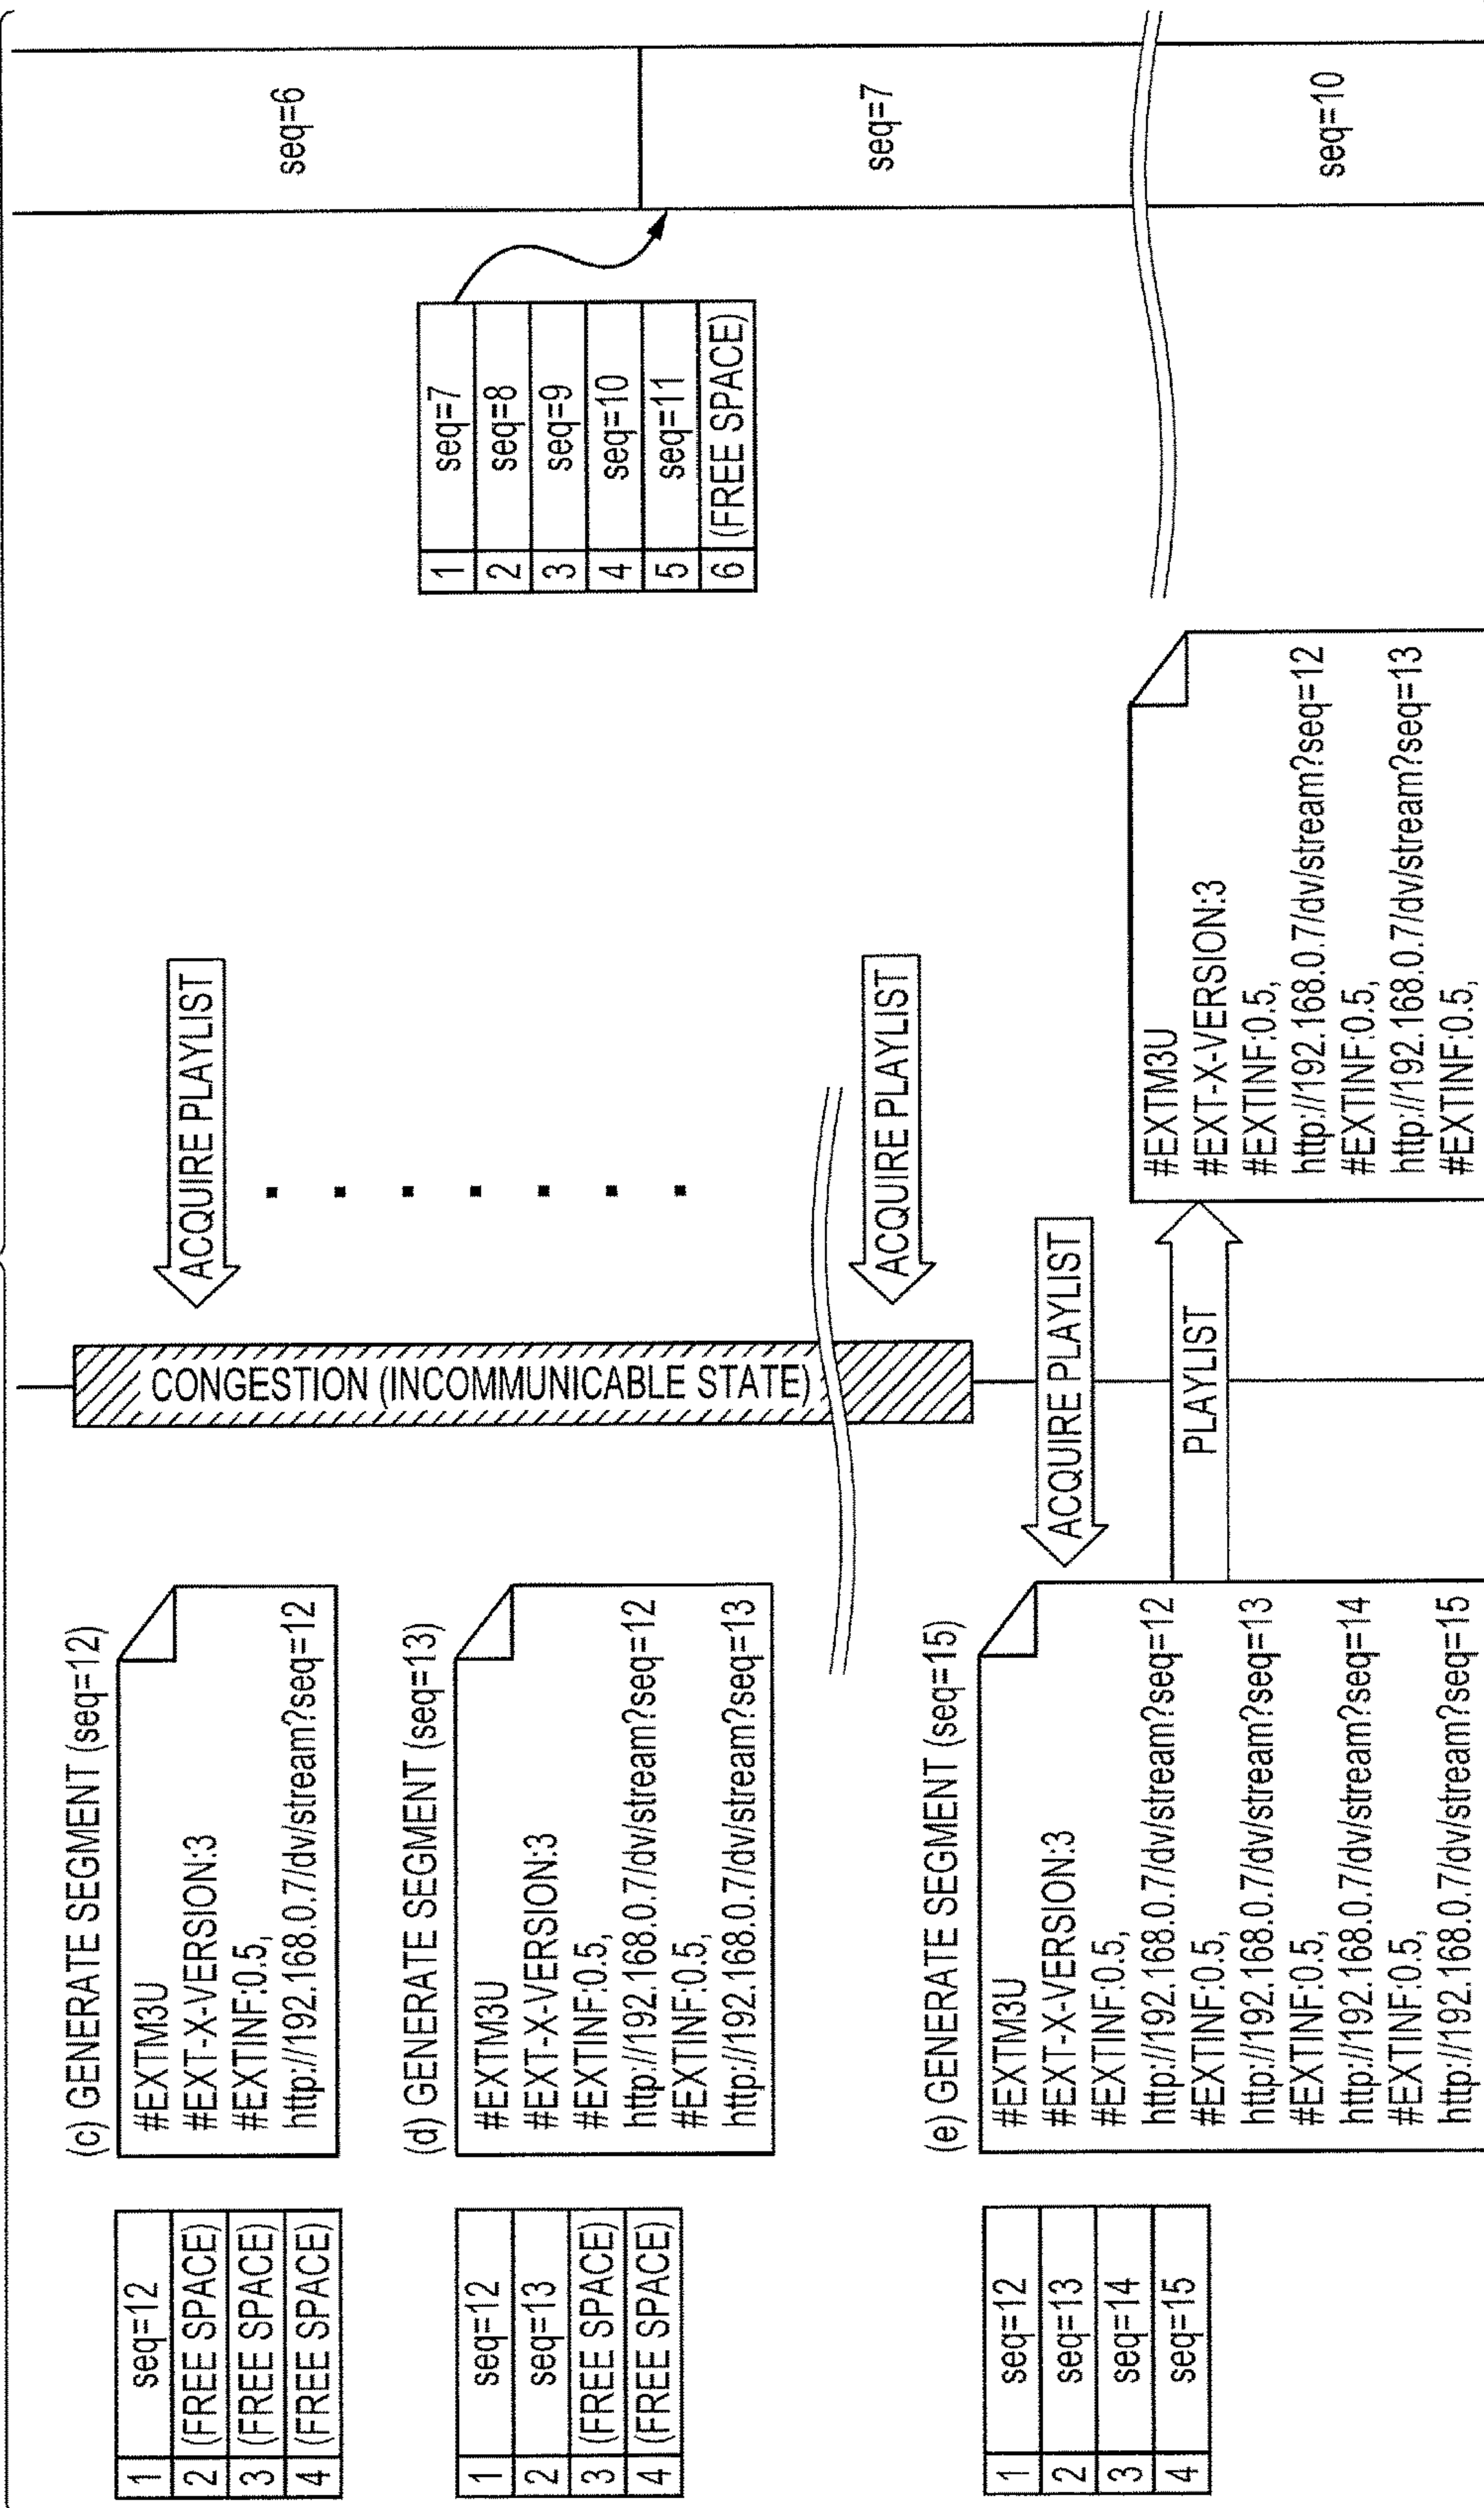 (c) GENERATE SEGMENT (seq=12)
1 seq=12
2 (FREE SPACE)
3 (FREE SPACE)
4 (FREE SPACE)
#EXTM3U
#EXT-X-VERSION:3
#EXTINF:0.5,
http://192.168.0.7/dv/stream?seq=12
(d) GENERATE SEGMENT (seq=13)
1 seq=12
2 seq=13
3 (FREE SPACE)
4 (FREE SPACE)
#EXTM3U
#EXT-X-VERSION:3
#EXTINF:0.5,
http://192.168.0.7/dv/stream?seq=12
#EXTINF:0.5,
http://192.168.0.7/dv/stream?seq=13
(e) GENERATE SEGMENT (seq=15)
1 seq=12
2 seq=13
3 seq=14
4 seq=15
#EXTM3U
#EXT-X-VERSION:3
#EXTINF:0.5,
http://192.168.0.7/dv/stream?seq=12
#EXTINF:0.5,
http://192.168.0.7/dv/stream?seq=13
#EXTINF:0.5,
http://192.168.0.7/dv/stream?seq=14
#EXTINF:0.5,
http://192.168.0.7/dv/stream?seq=15
CONGESTION (INCOMMUNICABLE STATE)
ACQUIRE PLAYLIST
ACQUIRE PLAYLIST
ACQUIRE PLAYLIST
PLAYLIST
#EXTM3U
#EXT-X-VERSION:3
#EXTINF:0.5,
http://192.168.0.7/dv/stream?seq=12
#EXTINF:0.5,
http://192.168.0.7/dv/stream?seq=13
#EXTINF:0.5,
1 seq=7
2 seq=8
3 seq=9
4 seq=10
5 seq=11
6 (FREE SPACE)
seq=6
seq=7
seq=10